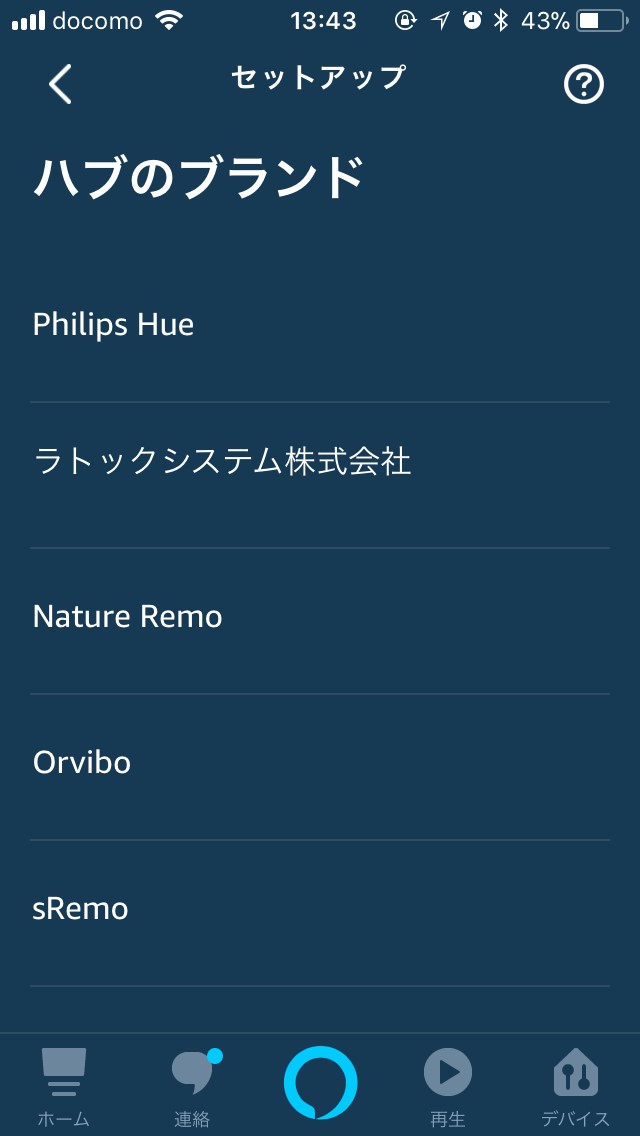 docomo 13:43 43%
セットアップ
ハブのブランド
Philips Hue
ラトックシステム株式会社
Nature Remo
Orvibo
sRemo
ホーム 連絡 再生 デバイス